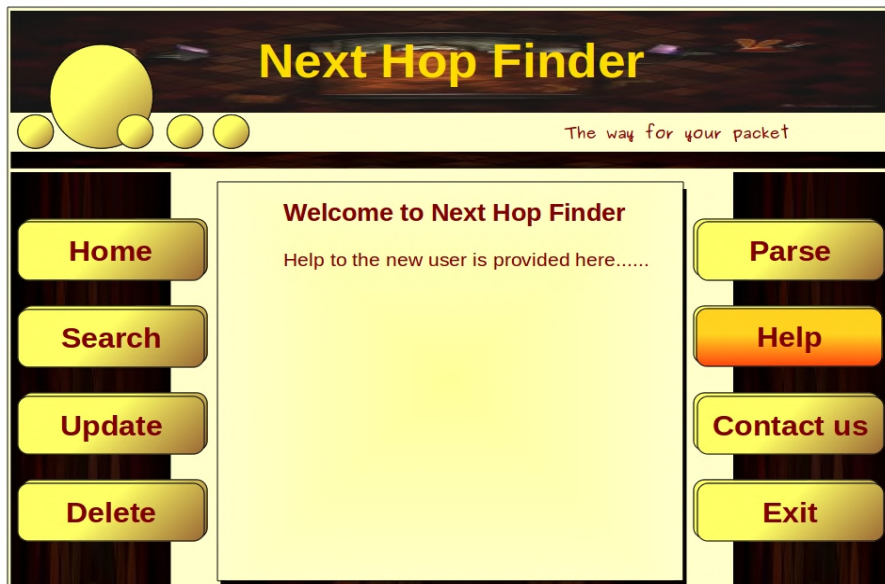 Next Hop Finder
The way for your packet
Welcome to Next Hop Finder
Help to the new user is provided here......
Home
Search
Update
Delete
Parse
Help
Contact us
Exit